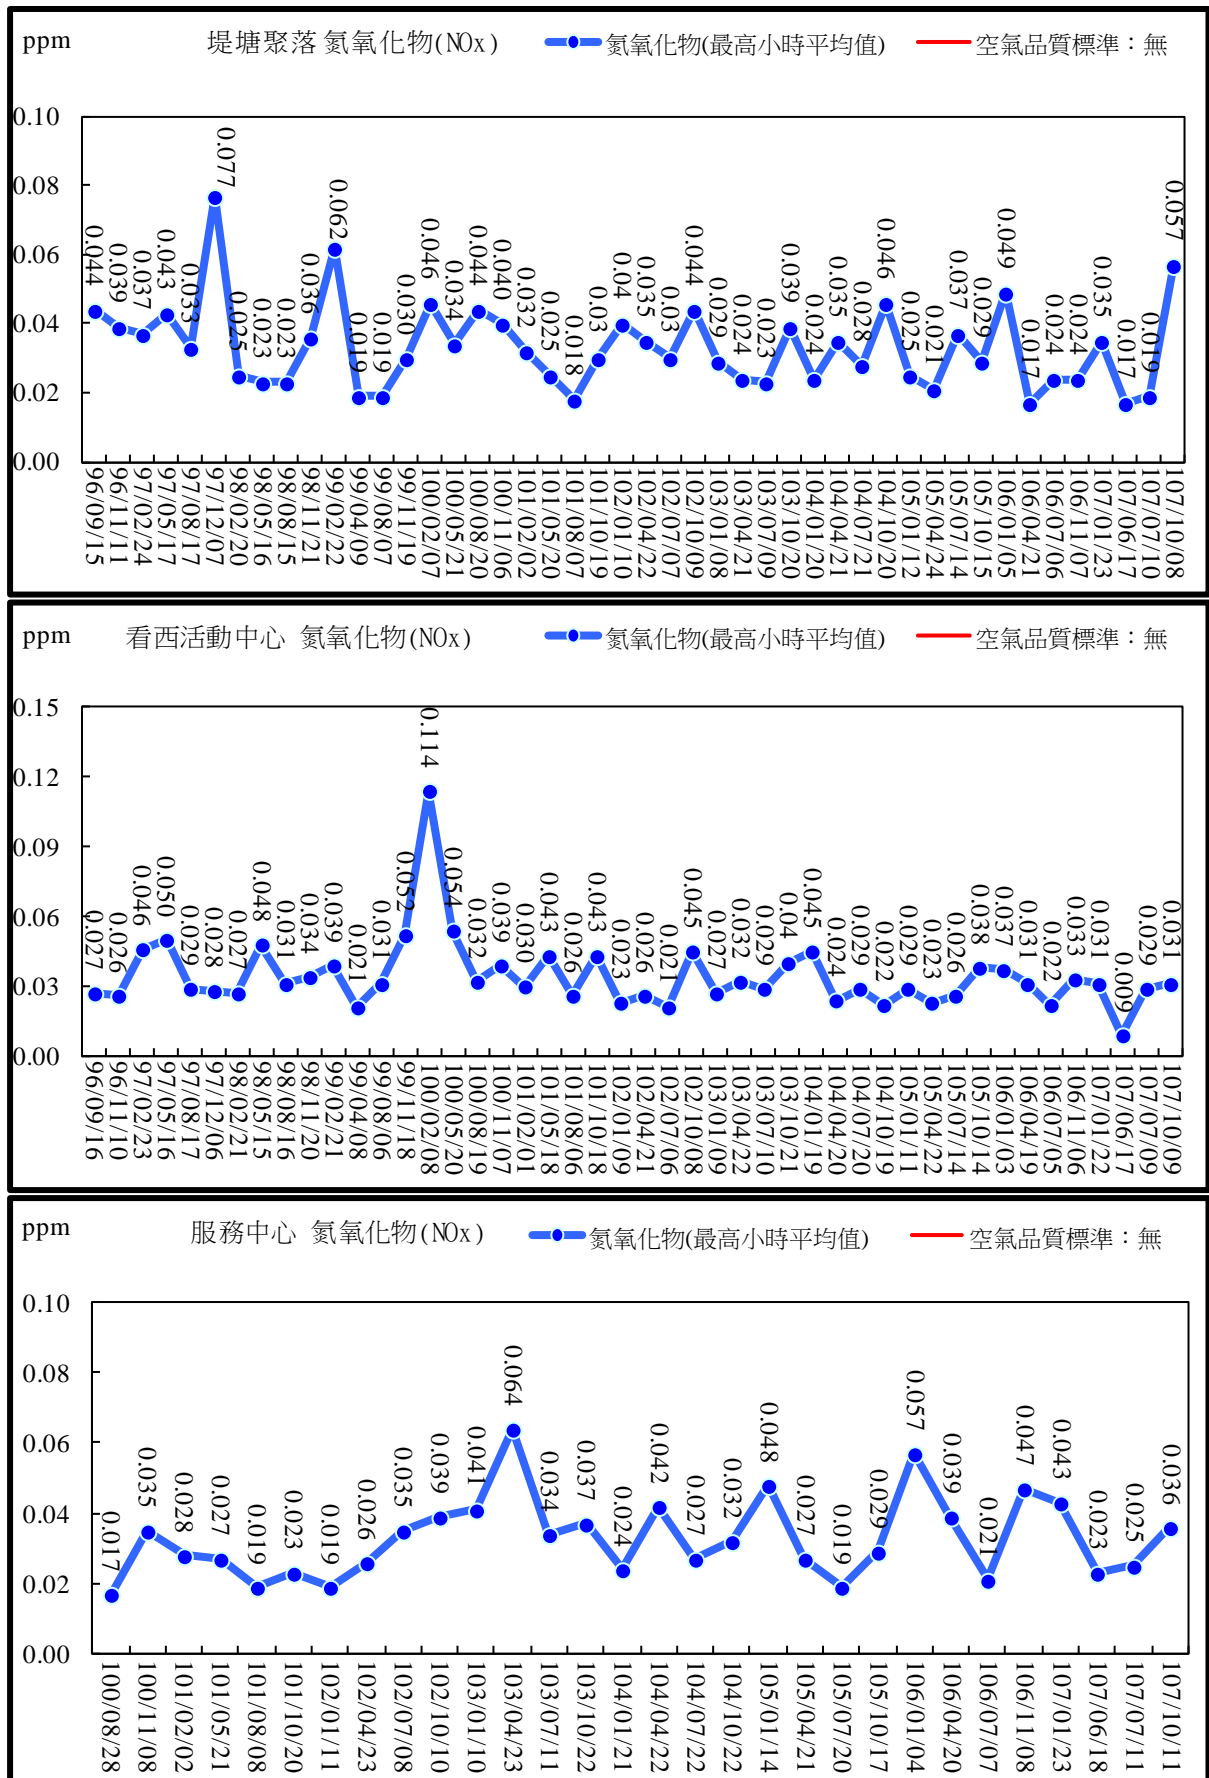 ppm 堤塘聚落 氮氧化物(NOx) 氮氧化物(最高小時平均值) 空氣品質標準：無
0.10
0.08
0.06
0.04
0.02
0.00
0.044 0.039 0.037 0.043 0.033 0.077 0.025 0.023 0.023 0.036 0.062 0.019 0.019 0.030 0.046 0.034 0.044 0.040 0.032 0.025 0.018 0.03 0.04 0.035 0.03 0.044 0.029 0.024 0.023 0.039 0.024 0.035 0.028 0.046 0.025 0.021 0.037 0.029 0.049 0.017 0.024 0.024 0.035 0.017 0.019 0.057
96/09/15 96/11/11 97/02/24 97/05/17 97/08/17 97/12/07 98/02/20 98/05/16 98/08/15 98/11/21 99/02/22 99/04/09 99/08/07 99/11/19 100/02/07 100/05/21 100/08/20 100/11/06 101/02/02 101/05/20 101/08/07 101/10/19 102/01/10 102/04/22 102/07/07 102/10/09 103/01/08 103/04/21 103/07/09 103/10/20 104/01/20 104/04/21 104/07/21 104/10/20 105/01/12 105/04/24 105/07/14 105/10/15 106/01/05 106/04/21 106/07/06 106/11/07 107/01/23 107/06/17 107/07/10 107/10/08
ppm 看西活動中心 氮氧化物(NOx) 氮氧化物(最高小時平均值) 空氣品質標準：無
0.15
0.12
0.09
0.06
0.03
0.00
0.027 0.026 0.046 0.050 0.029 0.028 0.027 0.048 0.031 0.034 0.039 0.021 0.031 0.052 0.114 0.054 0.032 0.039 0.030 0.043 0.026 0.043 0.023 0.026 0.021 0.045 0.027 0.032 0.029 0.04 0.045 0.024 0.029 0.022 0.029 0.023 0.026 0.038 0.037 0.031 0.022 0.033 0.031 0.009 0.029 0.031
96/09/16 96/11/10 97/02/23 97/05/16 97/08/17 97/12/06 98/02/21 98/05/15 98/08/16 98/11/20 99/02/21 99/04/08 99/08/06 99/11/18 100/02/08 100/05/20 100/08/19 100/11/07 101/02/01 101/05/18 101/08/06 101/10/18 102/01/09 102/04/21 102/07/06 102/10/08 103/01/09 103/04/22 103/07/10 103/10/21 104/01/19 104/04/20 104/07/20 104/10/19 105/01/11 105/04/22 105/07/14 105/10/14 106/01/03 106/04/19 106/07/05 106/11/06 107/01/22 107/06/17 107/07/09 107/10/09
ppm 服務中心 氮氧化物(NOx) 氮氧化物(最高小時平均值) 空氣品質標準：無
0.10
0.08
0.06
0.04
0.02
0.00
0.017 0.035 0.028 0.027 0.019 0.023 0.019 0.026 0.035 0.039 0.041 0.064 0.034 0.037 0.024 0.042 0.027 0.032 0.048 0.027 0.019 0.029 0.057 0.039 0.021 0.047 0.043 0.023 0.025 0.036
100/08/28 100/11/08 101/02/02 101/05/21 101/08/08 101/10/20 102/01/11 102/04/23 102/07/08 102/10/10 103/01/10 103/04/23 103/07/11 103/10/22 104/01/21 104/04/22 104/07/22 104/10/22 105/01/14 105/04/21 105/07/20 105/10/17 106/01/04 106/04/20 106/07/07 106/11/08 107/01/23 107/06/18 107/07/11 107/10/11